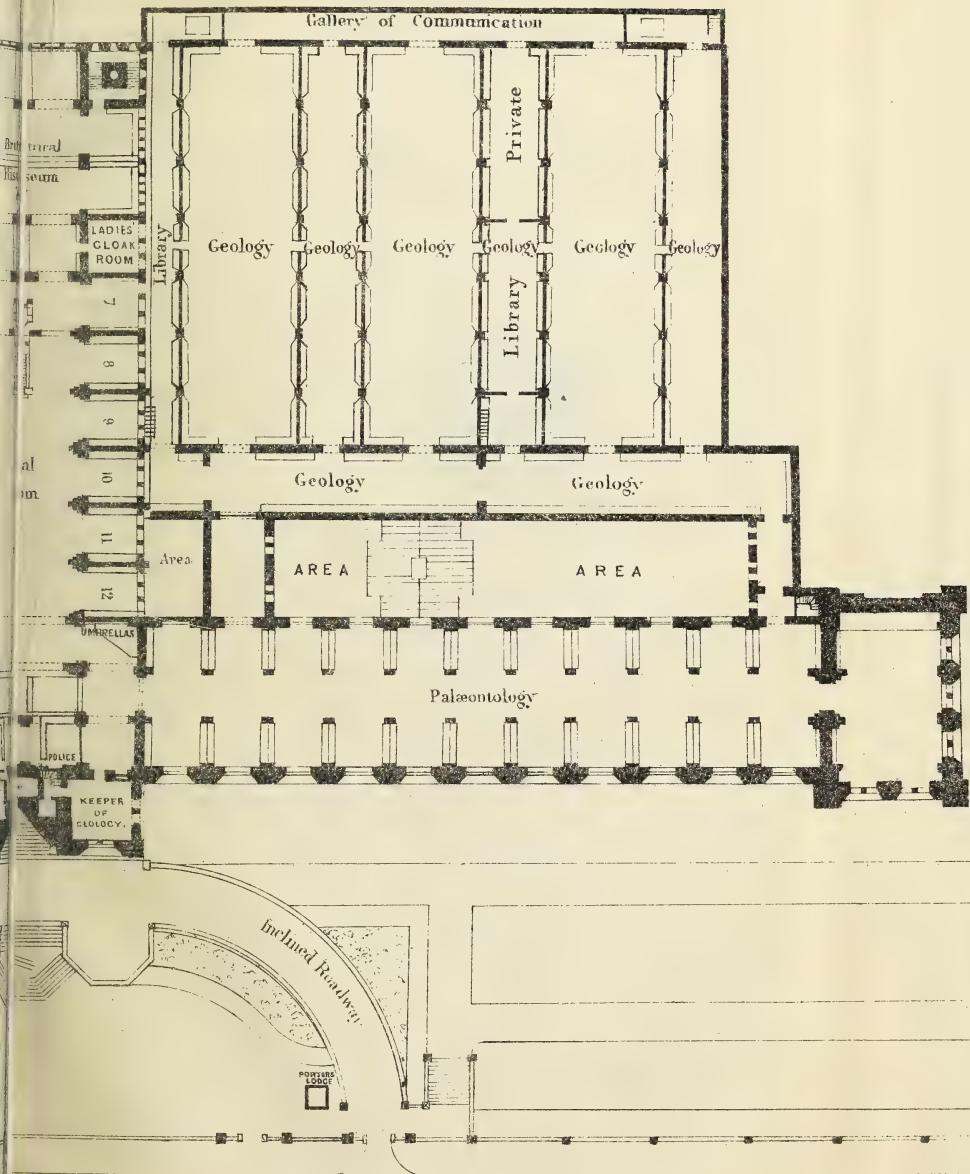 Gallery of Communication
Private
Library
LADIES
CLOAK
ROOM
Library
Geology
Geology
Geology
Geology
Geology
Geology
7
8
9
10
11
12
Geology
Geology
Area
AREA
AREA
UMBRELLAS
Palæontology
POLICE
KEEPER
OF
GEOLOGY.
Inclined Roadway
PORTERS
LODGE